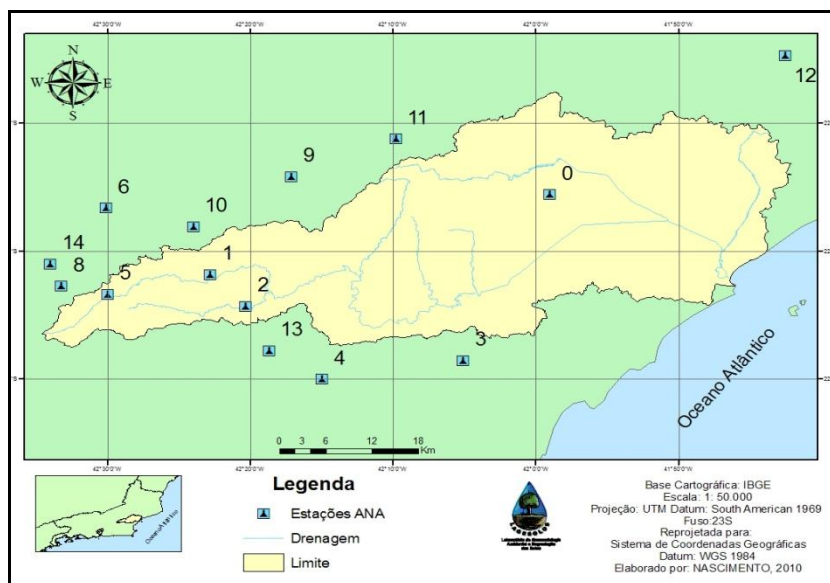 42°30'0"W
42°20'0"W
42°10'0"W
42°0'0"W
41°50'0"W
N
W
E
S
12
11
9
0
6
10
14
8
5
1
2
13
4
3
Oceano Atlântico
0 3 6 12 18
Km
42°30'0"W
42°20'0"W
42°10'0"W
42°0'0"W
41°50'0"W
Legenda
Estações ANA
Drenagem
Limite
Oceano Atlântico
LAGESOLOS
Base Cartográfica: IBGE
Escala: 1: 50.000
Projeção: UTM Datum: South American 1969
Fuso:23S
Reprojetada para:
Sistema de Coordenadas Geográficas
Datum: WGS 1984
Elaborado por: NASCIMENTO, 2010